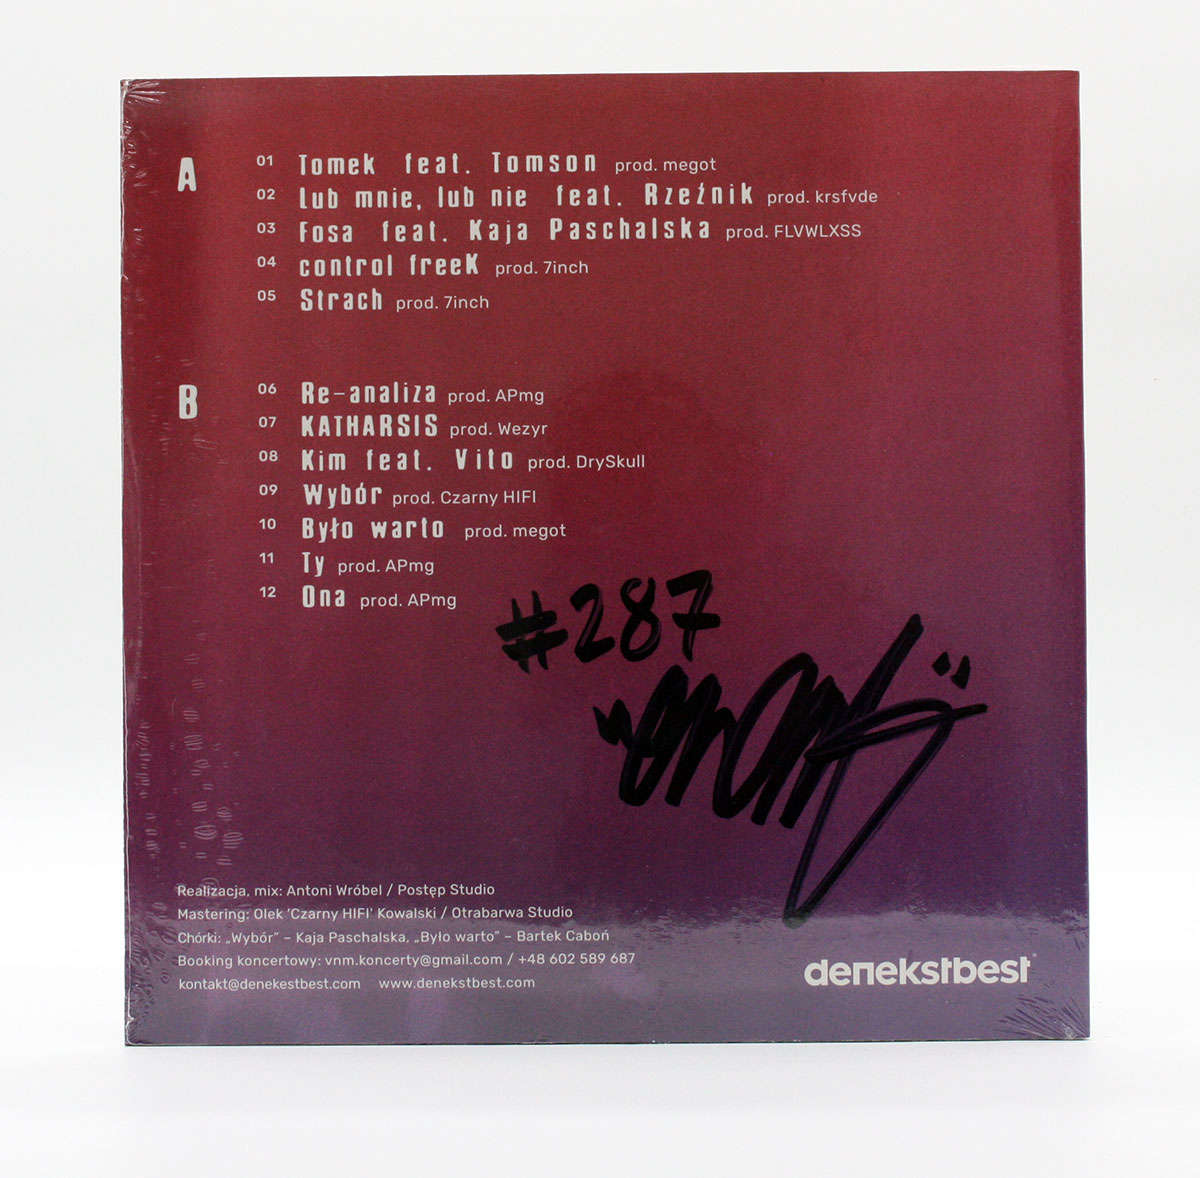 A
01 Tomek feat. Tomson prod. megot
02 Lub mnie, lub nie feat. Rzeźnik prod. krsfvde
03 Fosa feat. Kaja Paschalska prod. FLVWLXSS
04 control freeK prod. 7inch
05 Strach prod. 7inch
B
06 Re-analiza prod. APmg
07 KATHARSIS prod. Wezyr
08 Kim feat. Vito prod. DrySkull
09 Wybór prod. Czarny HIFI
10 Było warto prod. megot
11 Ty prod. APmg
12 Ona prod. APmg
#287
Realizacja, mix: Antoni Wróbel / Postęp Studio
Mastering: Olek 'Czarny HIFI' Kowalski / Otrabarwa Studio
Chórki: „Wybór” – Kaja Paschalska, „Było warto” – Bartek Caboń
Booking koncertowy: vnm.koncerty@gmail.com / +48 602 589 687
kontakt@denekestbest.com www.denekstbest.com
denekstbest